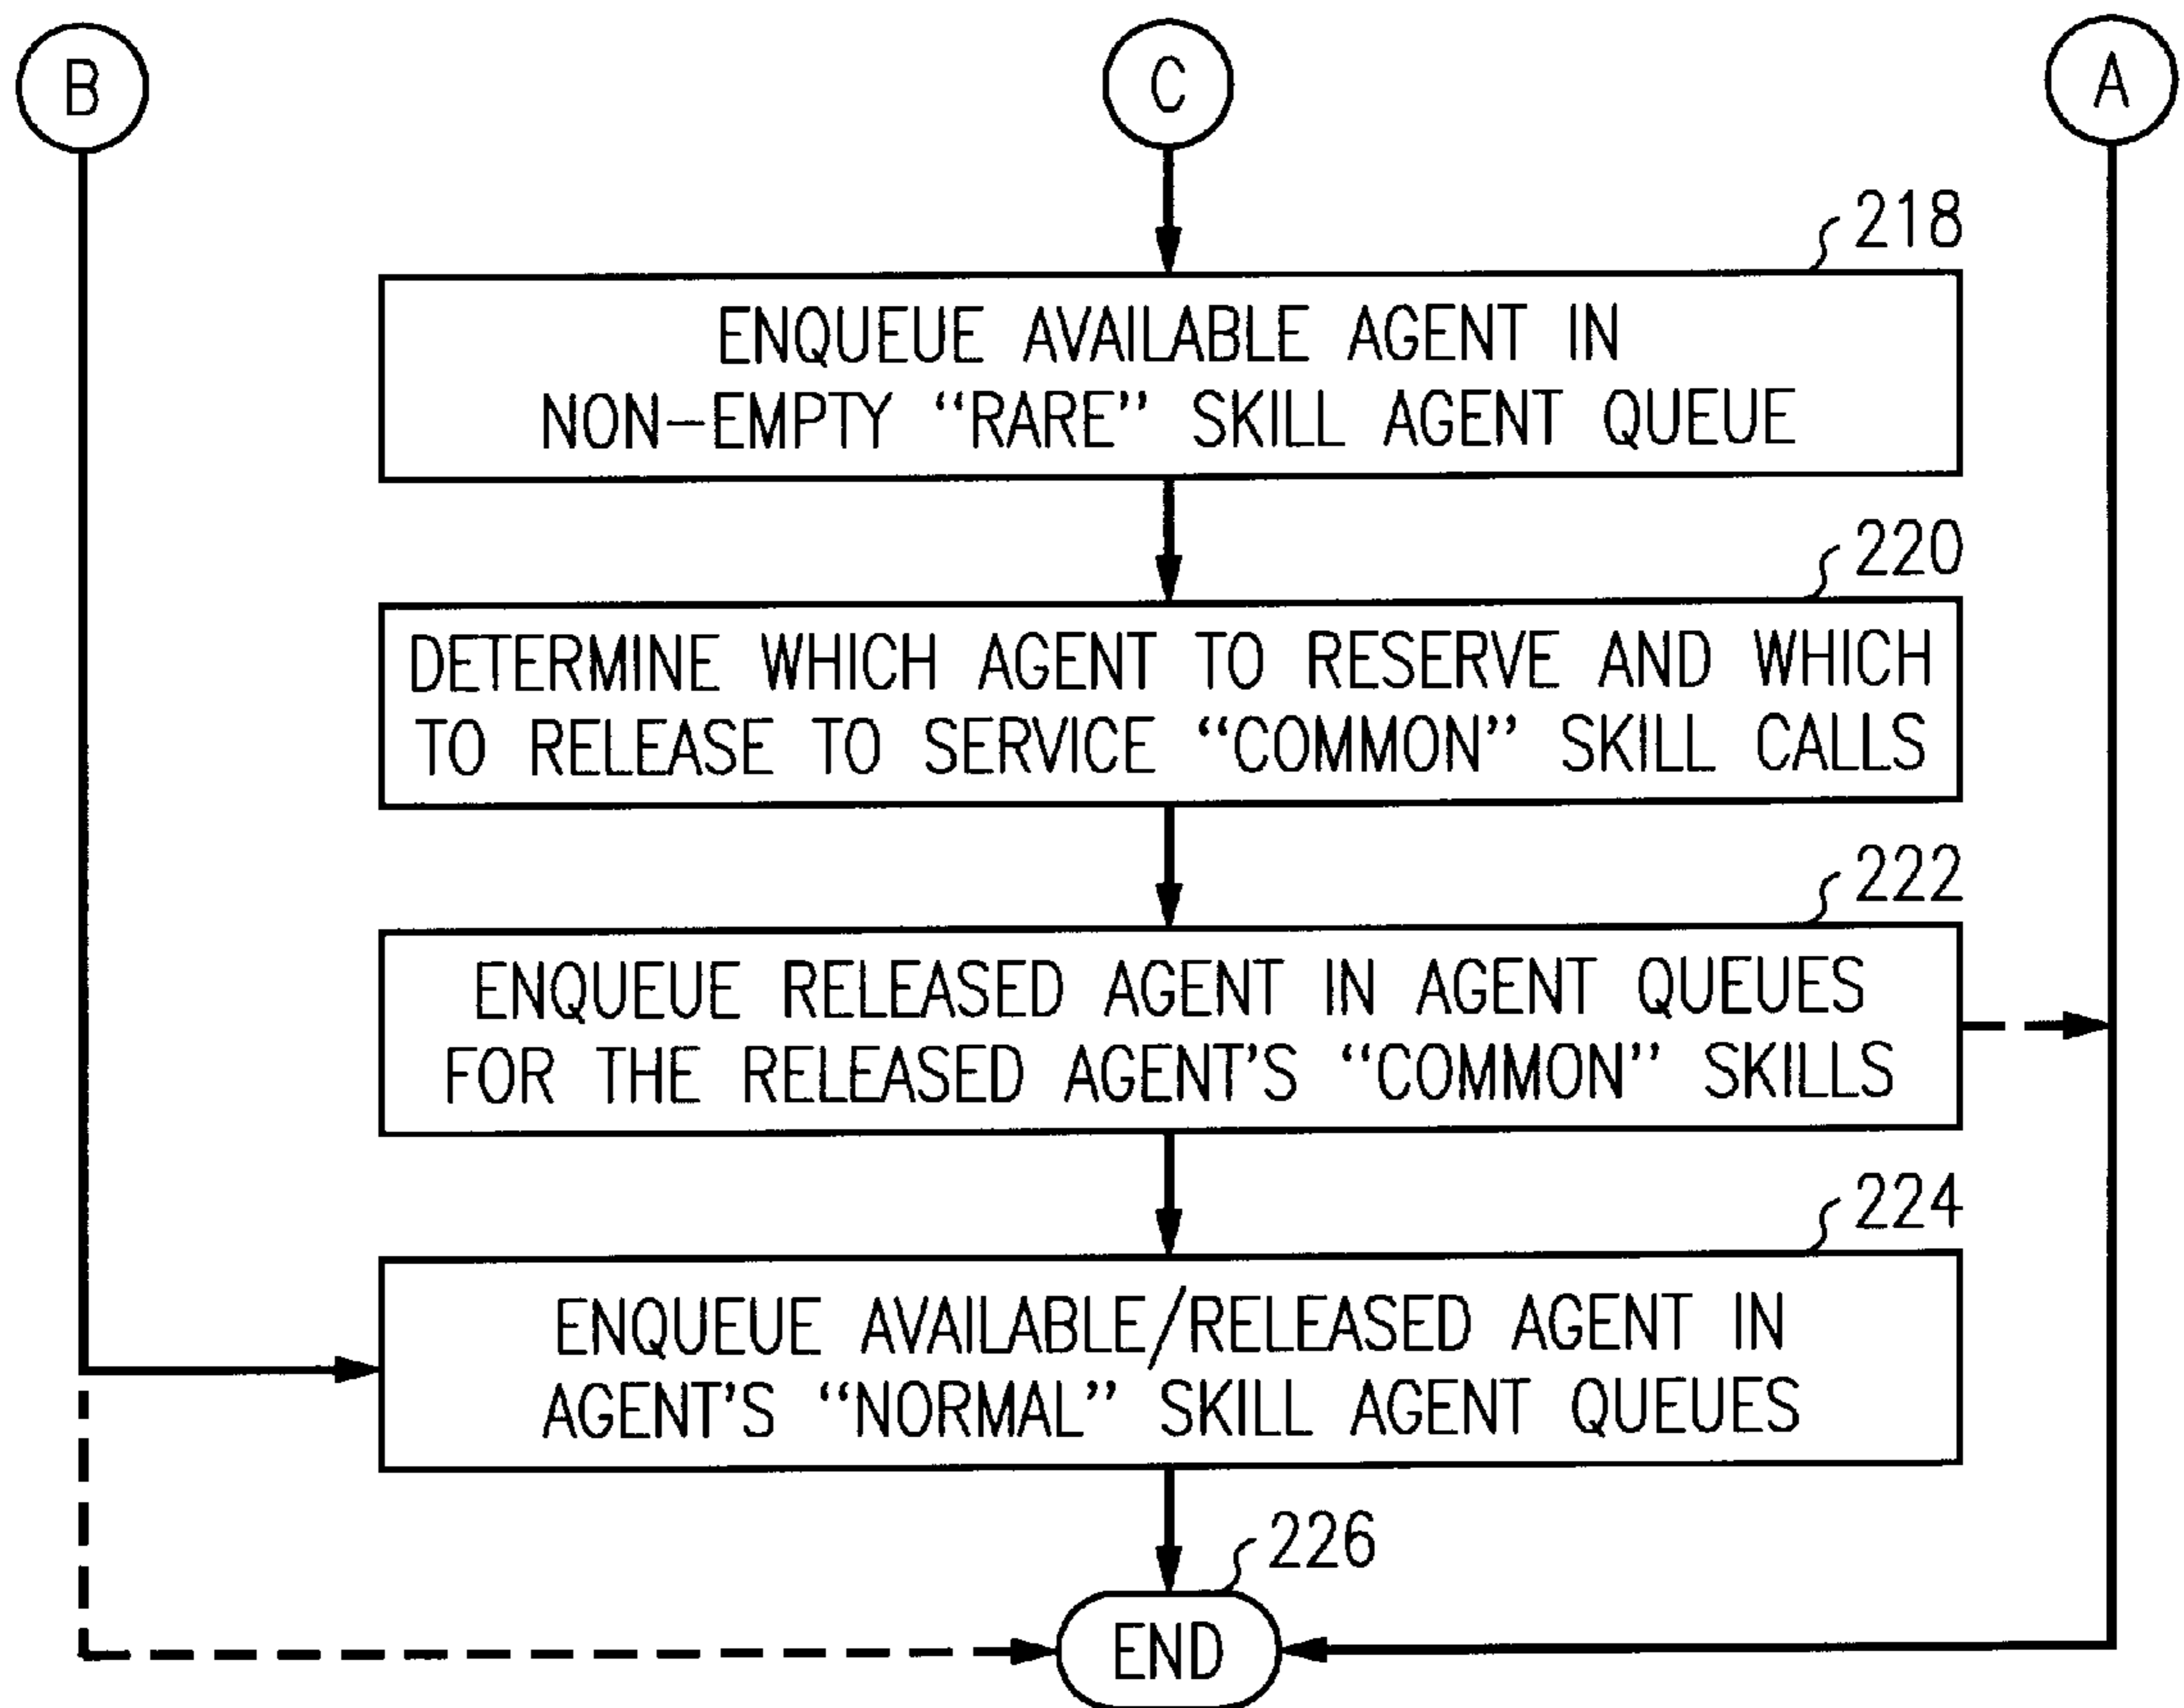 B
C
A
218
ENQUEUE AVAILABLE AGENT IN
NON-EMPTY “RARE” SKILL AGENT QUEUE
220
DETERMINE WHICH AGENT TO RESERVE AND WHICH
TO RELEASE TO SERVICE “COMMON” SKILL CALLS
222
ENQUEUE RELEASED AGENT IN AGENT QUEUES
FOR THE RELEASED AGENT’S “COMMON” SKILLS
224
ENQUEUE AVAILABLE/RELEASED AGENT IN
AGENT’S “NORMAL” SKILL AGENT QUEUES
226
END